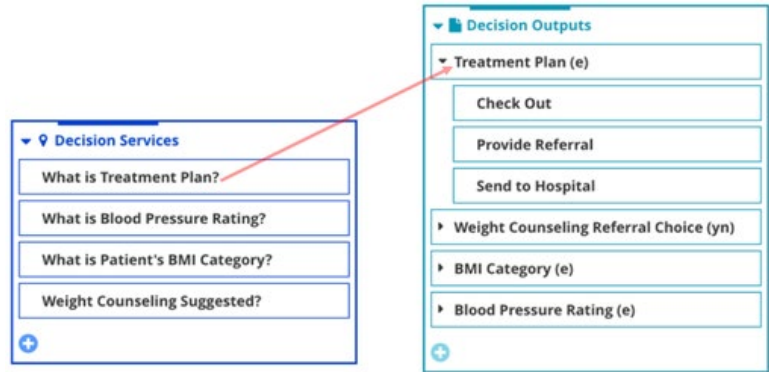 Decision Services
What is Treatment Plan?
What is Blood Pressure Rating?
What is Patient's BMI Category?
Weight Counseling Suggested?
Decision Outputs
Treatment Plan (e)
Check Out
Provide Referral
Send to Hospital
Weight Counseling Referral Choice (yn)
BMI Category (e)
Blood Pressure Rating (e)